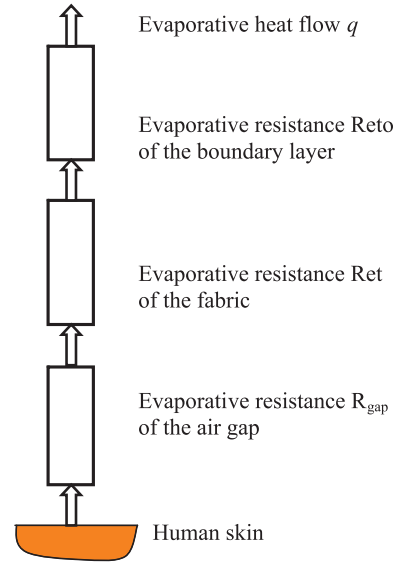 Evaporative heat flow q
Evaporative resistance Reto
of the boundary layer
Evaporative resistance Ret
of the fabric
Evaporative resistance Rgap
of the air gap
Human skin